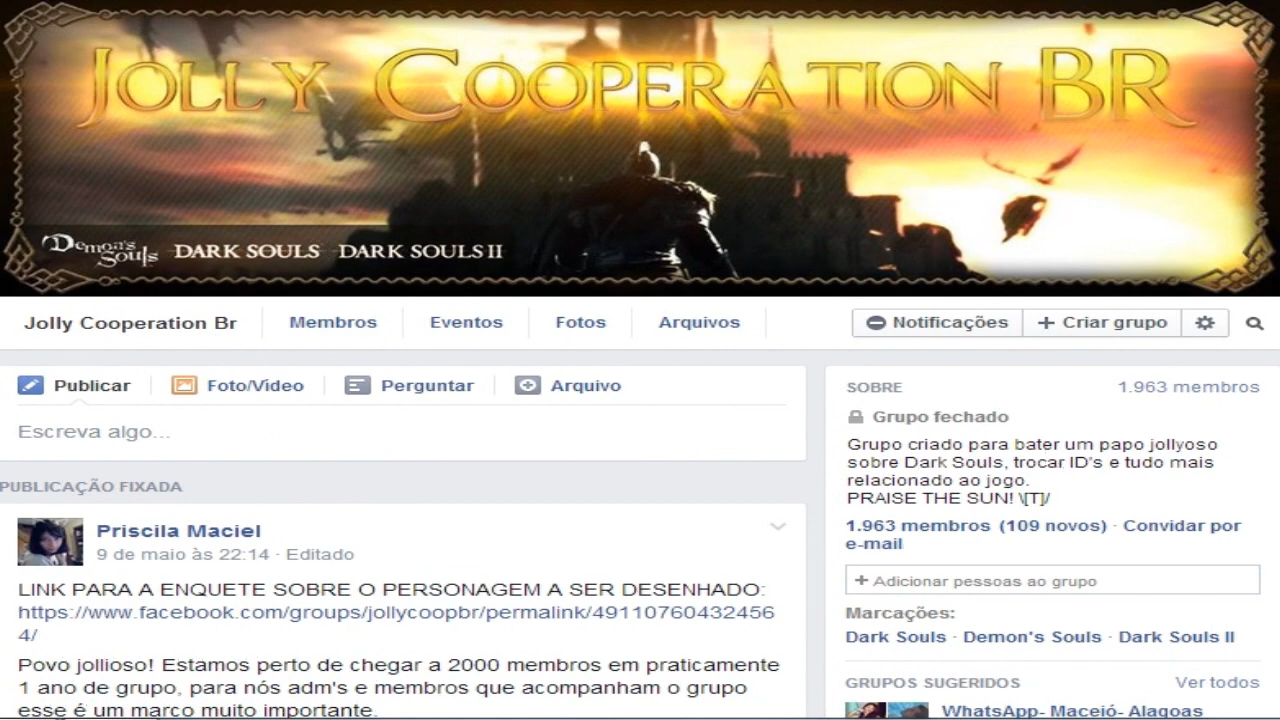 JOLLY COOPERATION BR
Demon's Souls DARK SOULS DARK SOULS II
Jolly Cooperation Br Membros Eventos Fotos Arquivos Notificações + Criar grupo
Publicar Foto/Vídeo Perguntar Arquivo
Escreva algo...
PUBLICAÇÃO FIXADA
Priscila Maciel
9 de maio às 22:14 · Editado
LINK PARA A ENQUETE SOBRE O PERSONAGEM A SER DESENHADO:
https://www.facebook.com/groups/jollycoopbr/permalink/49110760432456
4/
Povo jollioso! Estamos perto de chegar a 2000 membros em praticamente
1 ano de grupo, para nós adm's e membros que acompanham o grupo
esse é um marco muito importante.
SOBRE 1.963 membros
Grupo fechado
Grupo criado para bater um papo jollyoso
sobre Dark Souls, trocar ID's e tudo mais
relacionado ao jogo.
PRAISE THE SUN! \[T]/
1.963 membros (109 novos) · Convidar por
e-mail
+ Adicionar pessoas ao grupo
Marcações:
Dark Souls · Demon's Souls · Dark Souls II
GRUPOS SUGERIDOS Ver todos
WhatsApp- Maceió- Alagoas